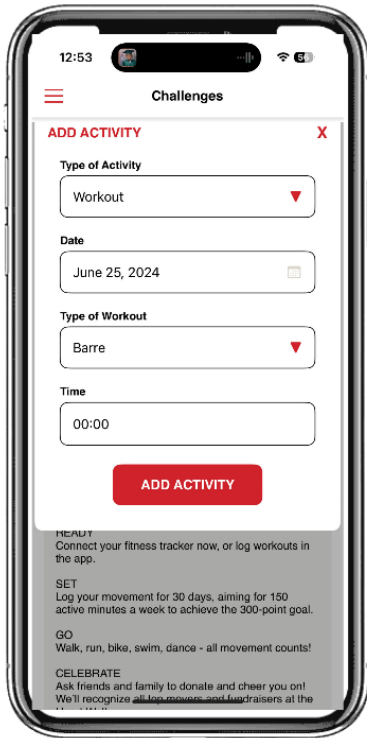 12:53
Challenges
ADD ACTIVITY X
Type of Activity
Workout
Date
June 25, 2024
Type of Workout
Barre
Time
00:00
ADD ACTIVITY
READY
Connect your fitness tracker now, or log workouts in
the app.
SET
Log your movement for 30 days, aiming for 150
active minutes a week to achieve the 300-point goal.
GO
Walk, run, bike, swim, dance - all movement counts!
CELEBRATE
Ask friends and family to donate and cheer you on!
We'll recognize all top movers and fundraisers at the